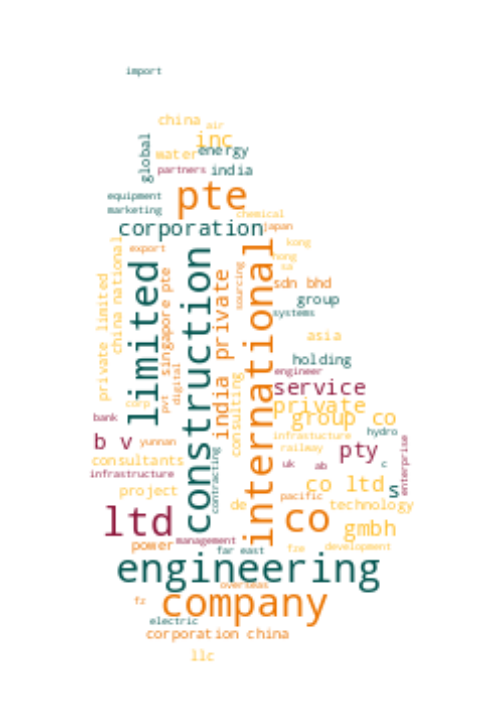 import
china
air
inc
global
water
energy
partners
india
equipment
pte
marketing
chemical
corporation
japan
kong
export
hong
sa
private limited
china national
limited
singapore pte
construction
india private
sourcing
international
sdn bhd
group
systems
asia
holding
engineer
digital
pvt
corp
consulting
service
private
group co
bank
b v
yunnan
infrastucture
hydro
consultants
railway
pty
enterprise
infrastructure
contracting
uk
ab
c
project
co ltd
s
pacific
de
technology
ltd
co
gmbh
management
power
far east
fze
development
engineering
overseas
fz
company
electric
corporation china
llc